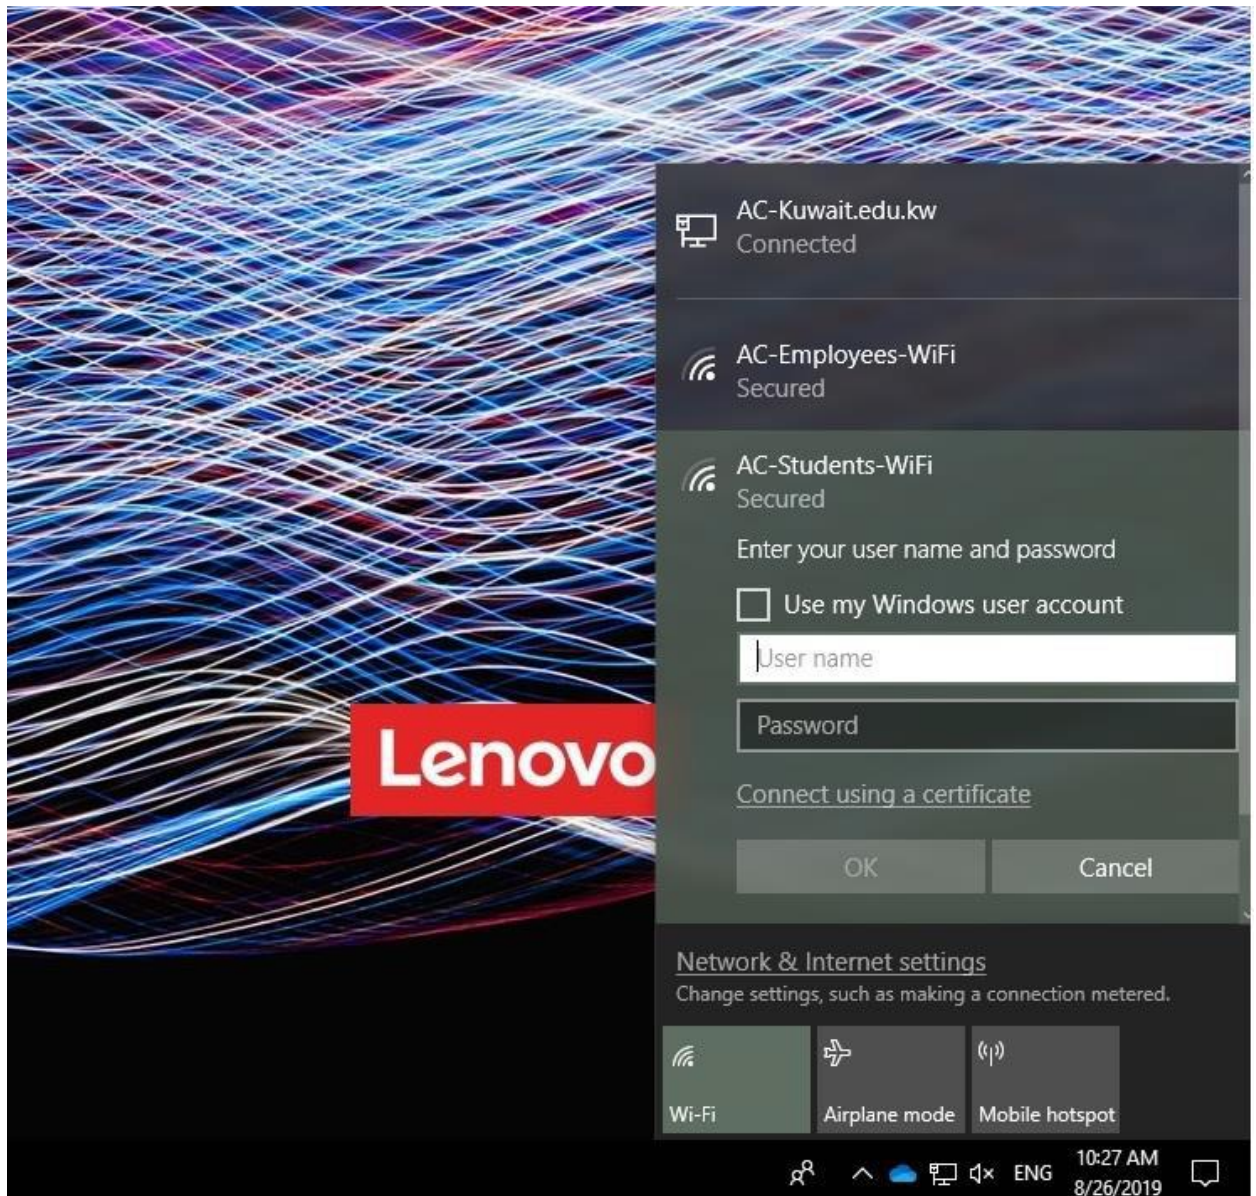 AC-Kuwait.edu.kw
Connected
AC-Employees-WiFi
Secured
AC-Students-WiFi
Secured
Enter your user name and password
Use my Windows user account
User name
Password
Lenovo
Connect using a certificate
OK Cancel
Network & Internet settings
Change settings, such as making a connection metered.
Wi-Fi Airplane mode Mobile hotspot
ENG
10:27 AM
8/26/2019